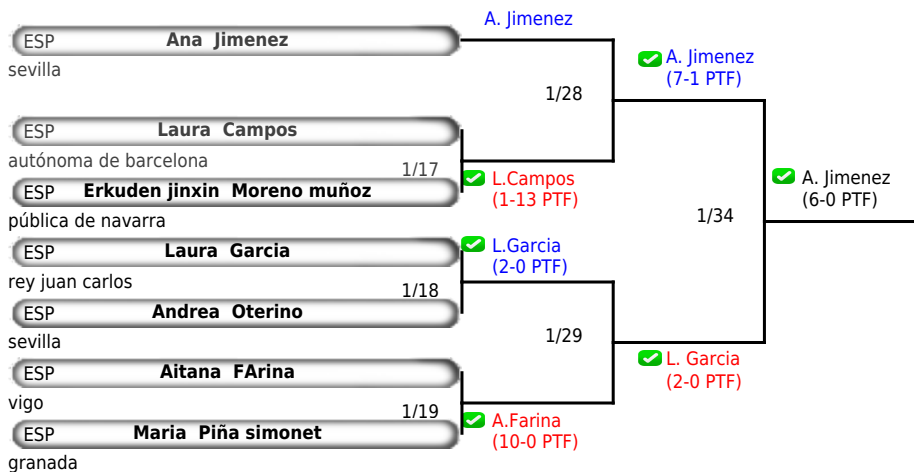 A. Jimenez
ESP Ana Jimenez
sevilla
A. Jimenez
(7-1 PTF)
1/28
ESP Laura Campos
autónoma de barcelona
1/17
L.Campos
(1-13 PTF)
ESP Erkuden jinxin Moreno muñoz
pública de navarra
A. Jimenez
(6-0 PTF)
1/34
ESP Laura Garcia
rey juan carlos
L.Garcia
(2-0 PTF)
1/18
ESP Andrea Oterino
sevilla
1/29
ESP Aitana FArina
vigo
L. Garcia
(2-0 PTF)
1/19
A.Farina
(10-0 PTF)
ESP Maria Piña simonet
granada